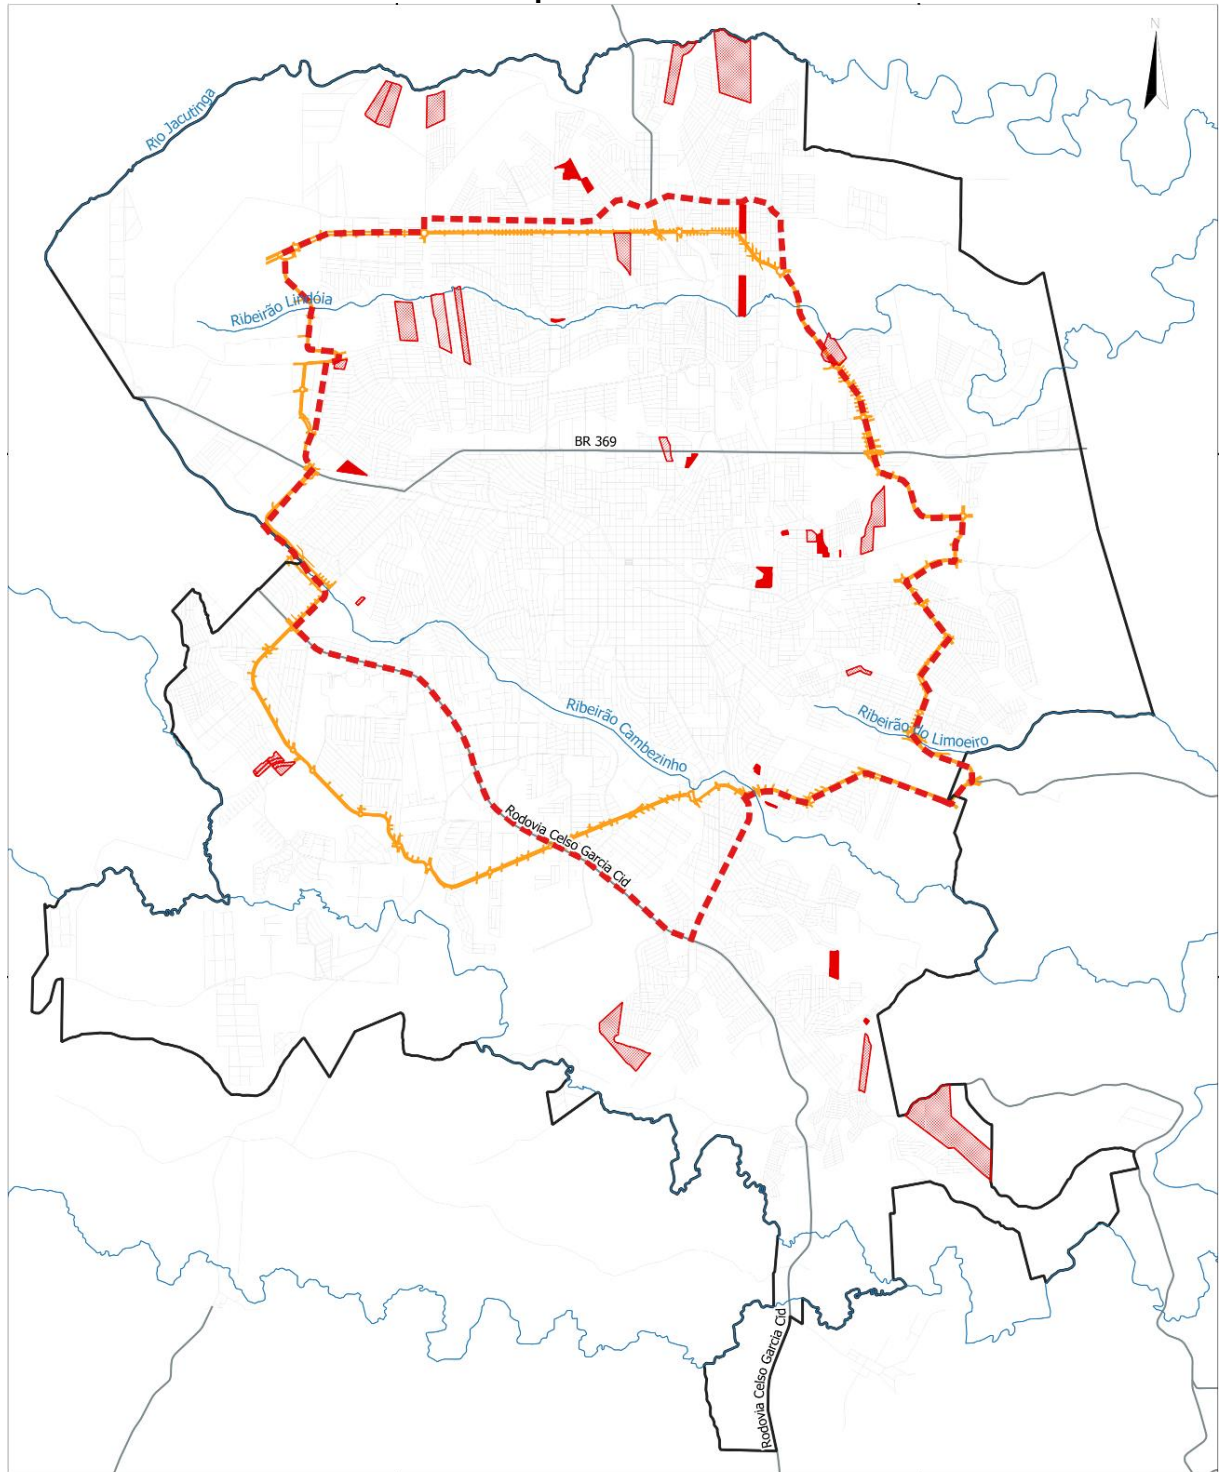 N
Rio Jacutinga
Ribeirão Lindóia
BR 369
Ribeirão Cambezinho
Ribeirão do Limoeiro
Rodovia Celso Garcia Cid
Rodovia Celso Garcia Cid